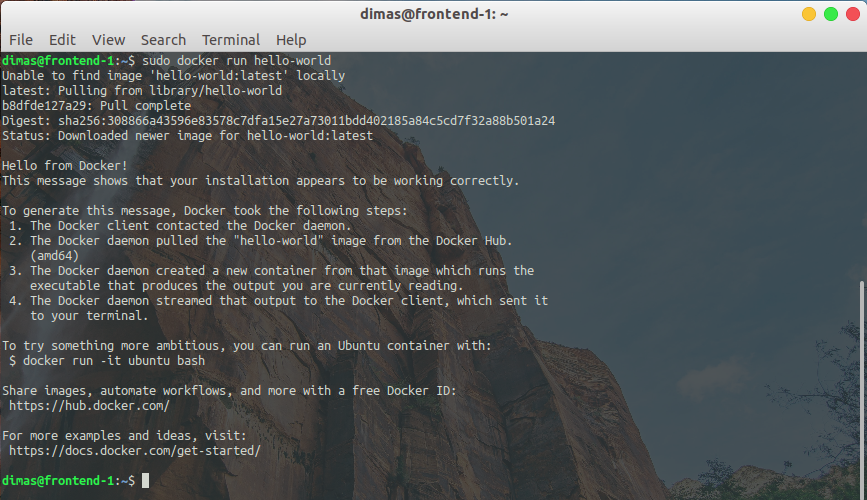 dimas@frontend-1: ~
File Edit View Search Terminal Help
dimas@frontend-1:~$ sudo docker run hello-world
Unable to find image 'hello-world:latest' locally
latest: Pulling from library/hello-world
b8dfde127a29: Pull complete
Digest: sha256:308866a43596e83578c7dfa15e27a73011bdd402185a84c5cd7f32a88b501a24
Status: Downloaded newer image for hello-world:latest

Hello from Docker!
This message shows that your installation appears to be working correctly.

To generate this message, Docker took the following steps:
 1. The Docker client contacted the Docker daemon.
 2. The Docker daemon pulled the "hello-world" image from the Docker Hub.
    (amd64)
 3. The Docker daemon created a new container from that image which runs the
    executable that produces the output you are currently reading.
 4. The Docker daemon streamed that output to the Docker client, which sent it
    to your terminal.

To try something more ambitious, you can run an Ubuntu container with:
 $ docker run -it ubuntu bash

Share images, automate workflows, and more with a free Docker ID:
 https://hub.docker.com/

For more examples and ideas, visit:
 https://docs.docker.com/get-started/

dimas@frontend-1:~$